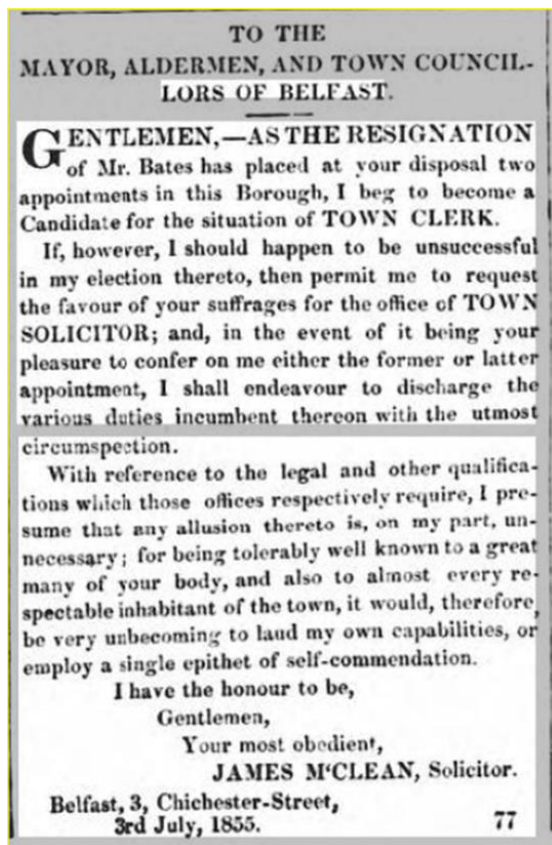 TO THE
MAYOR, ALDERMEN, AND TOWN COUNCIL-
LORS OF BELFAST.
GENTLEMEN,—AS THE RESIGNATION
of Mr. Bates has placed at your disposal two
appointments in this Borough, I beg to become a
Candidate for the situation of TOWN CLERK.
If, however, I should happen to be unsuccessful
in my election thereto, then permit me to request
the favour of your suffrages for the office of TOWN
SOLICITOR; and, in the event of it being your
pleasure to confer on me either the former or latter
appointment, I shall endeavour to discharge the
various duties incumbent thereon with the utmost
circumspection.
With reference to the legal and other qualifica-
tions which those offices respectively require, I pre-
sume that any allusion thereto is, on my part, un-
necessary; for being tolerably well known to a great
many of your body, and also to almost every re-
spectable inhabitant of the town, it would, therefore,
be very unbecoming to laud my own capabilities, or
employ a single epithet of self-commendation.
I have the honour to be,
Gentlemen,
Your most obedient,
JAMES M'CLEAN, Solicitor.
Belfast, 3, Chichester-Street,
3rd July, 1855. 77